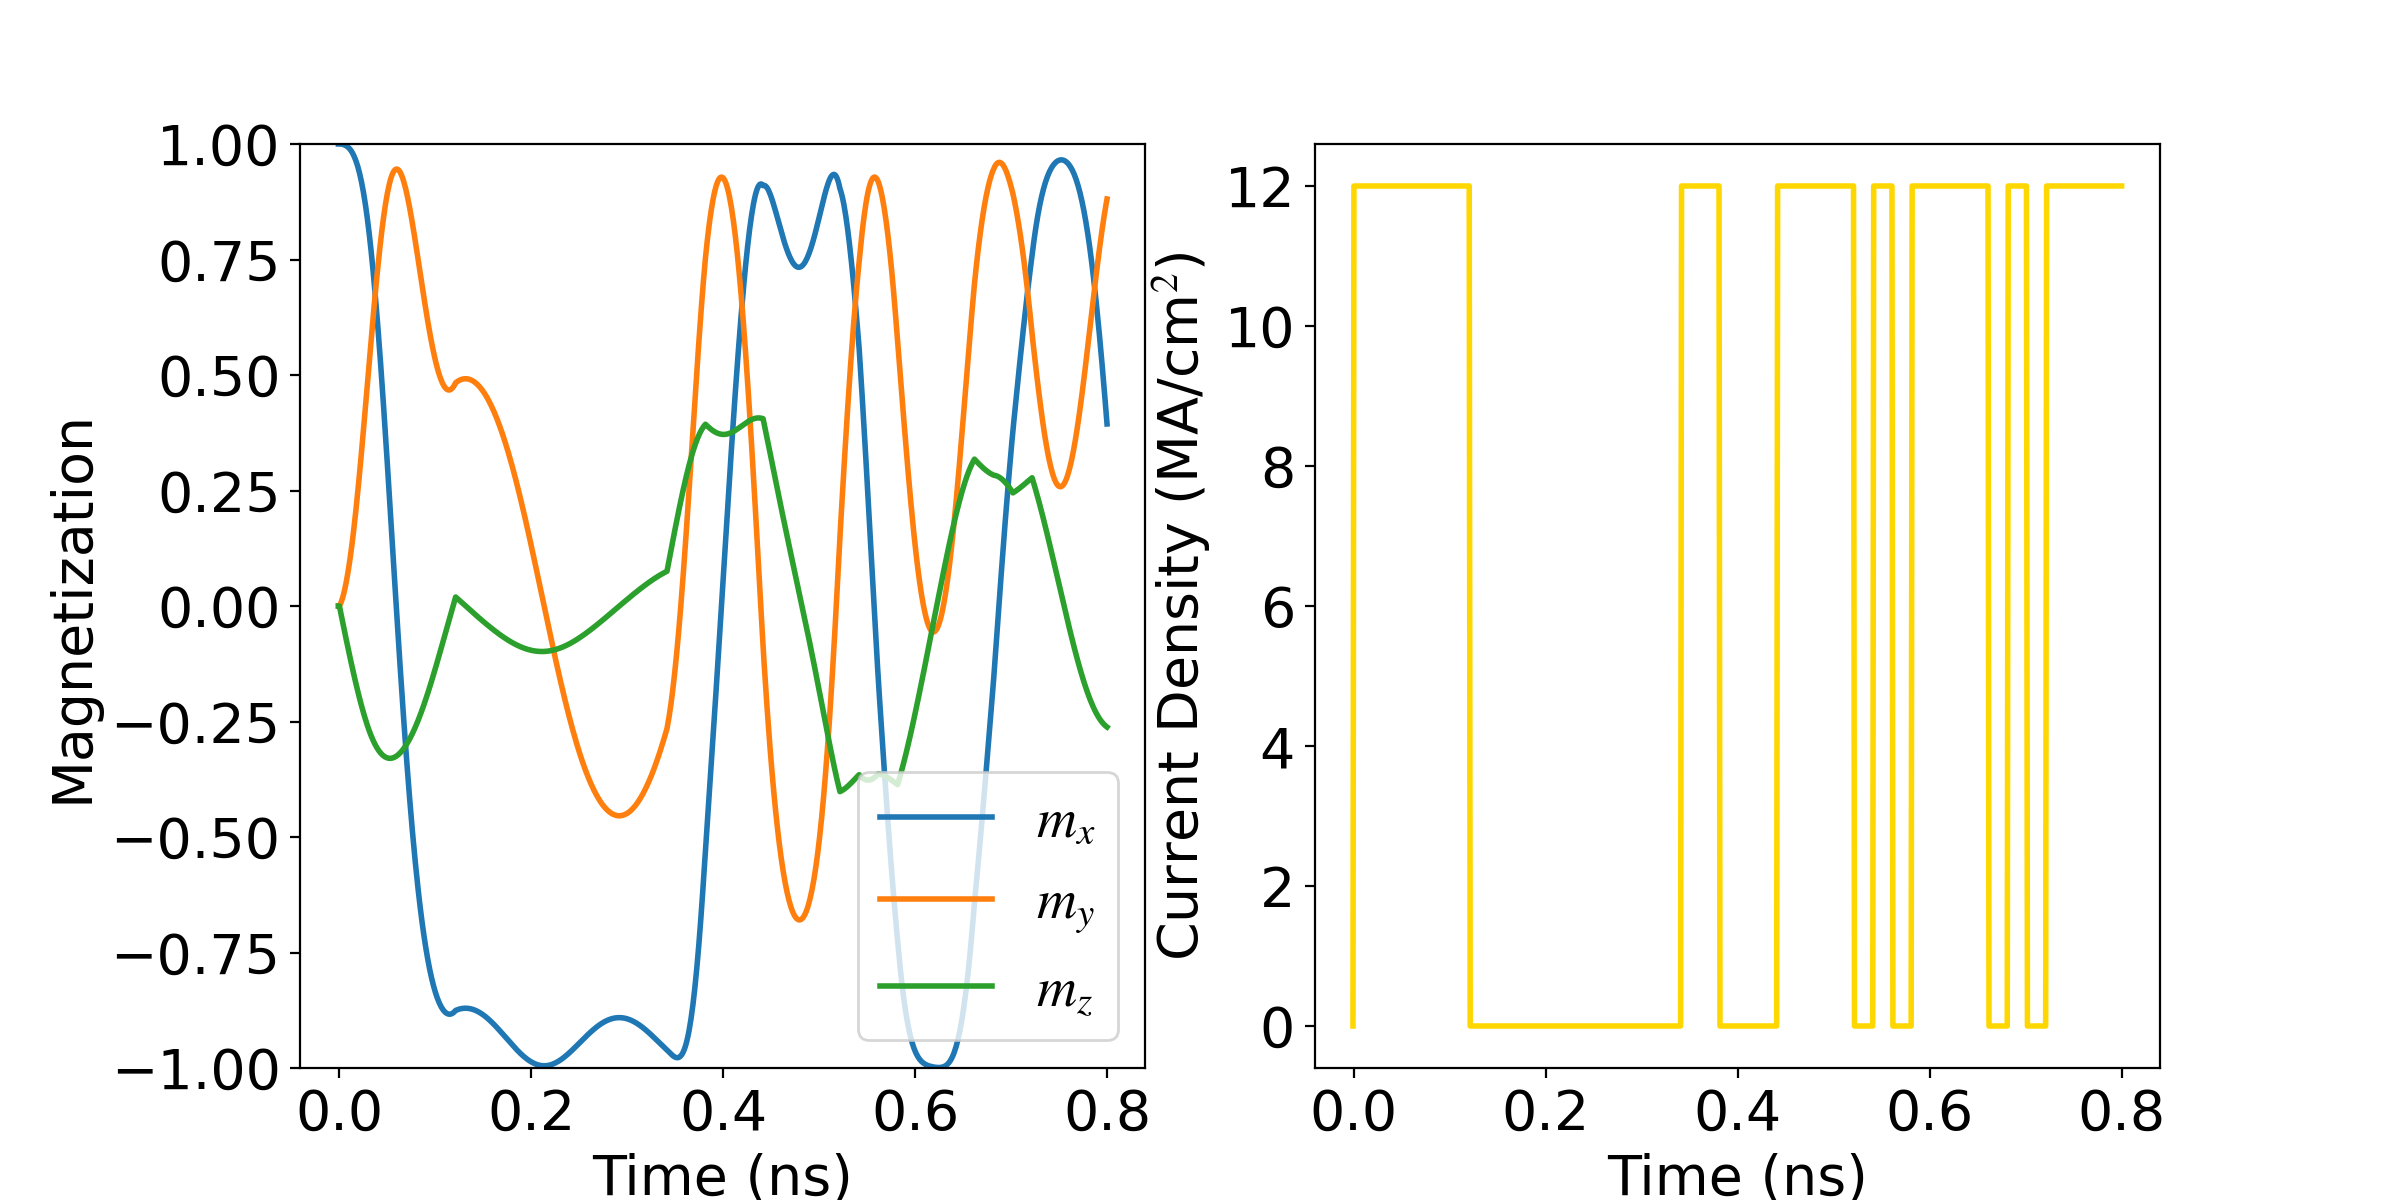 Magnetization
1.00
0.75
0.50
0.25
0.00
−0.25
−0.50
−0.75
−1.00
0.0 0.2 0.4 0.6 0.8
Time (ns)
m_x
m_y
m_z
Current Density (MA/cm²)
12
10
8
6
4
2
0
0.0 0.2 0.4 0.6 0.8
Time (ns)